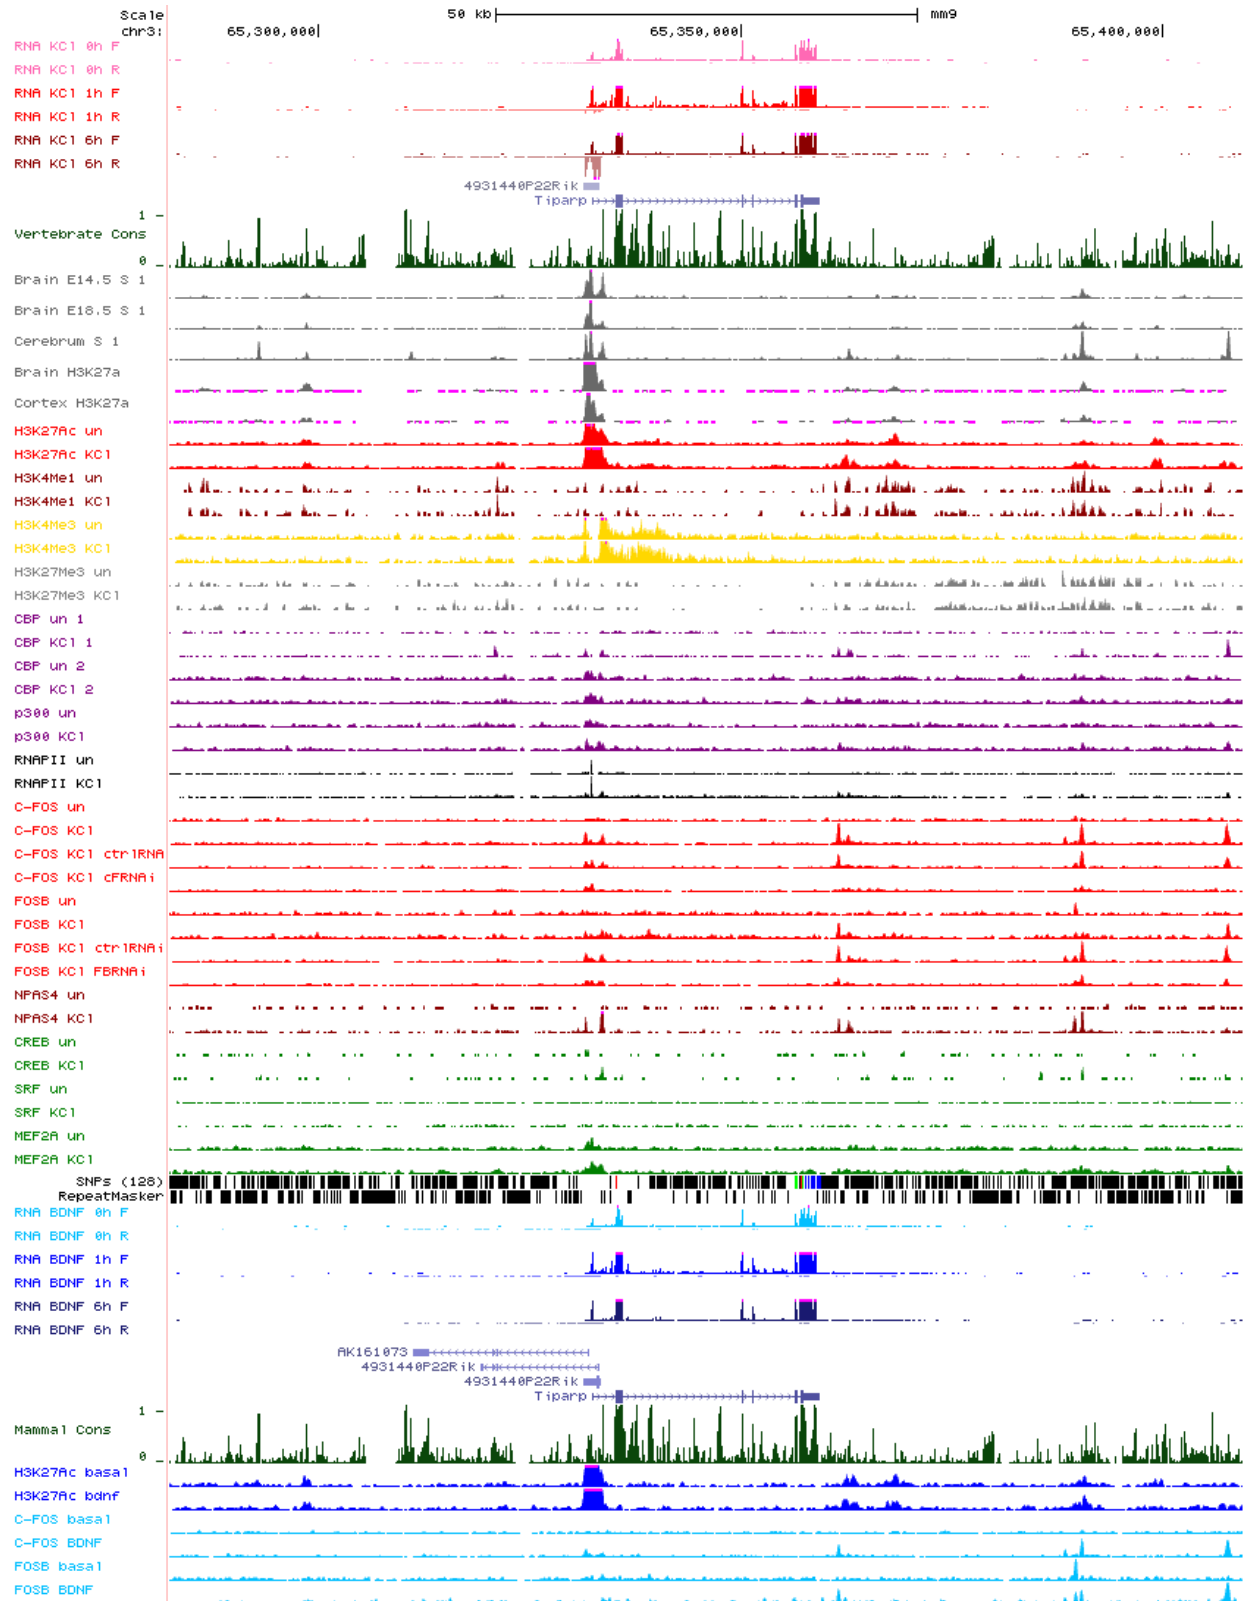 Scale 50 kb mm9
chr3: 65,300,000 65,350,000 65,400,000
RNA KCl 0h F
RNA KCl 0h R
RNA KCl 1h F
RNA KCl 1h R
RNA KCl 6h F
RNA KCl 6h R
4931440P22Rik
Tiparp
1
Vertebrate Cons
0
Brain E14.5 S 1
Brain E18.5 S 1
Cerebrum S 1
Brain H3K27a
Cortex H3K27a
H3K27Ac un
H3K27Ac KCl
H3K4Me1 un
H3K4Me1 KCl
H3K4Me3 un
H3K4Me3 KCl
H3K27Me3 un
H3K27Me3 KCl
CBP un 1
CBP KCl 1
CBP un 2
CBP KCl 2
p300 un
p300 KCl
RNAPII un
RNAPII KCl
C-FOS un
C-FOS KCl
C-FOS KCl ctrlRNA
C-FOS KCl cFRNAi
FOSB un
FOSB KCl
FOSB KCl ctrlRNAi
FOSB KCl FBRNAi
NPAS4 un
NPAS4 KCl
CREB un
CREB KCl
SRF un
SRF KCl
MEF2A un
MEF2A KCl
SNPs (128)
RepeatMasker
RNA BDNF 0h F
RNA BDNF 0h R
RNA BDNF 1h F
RNA BDNF 1h R
RNA BDNF 6h F
RNA BDNF 6h R
AK161073
4931440P22Rik
4931440P22Rik
Tiparp
1
Mammal Cons
0
H3K27Ac basal
H3K27Ac bdnf
C-FOS basal
C-FOS BDNF
FOSB basal
FOSB BDNF